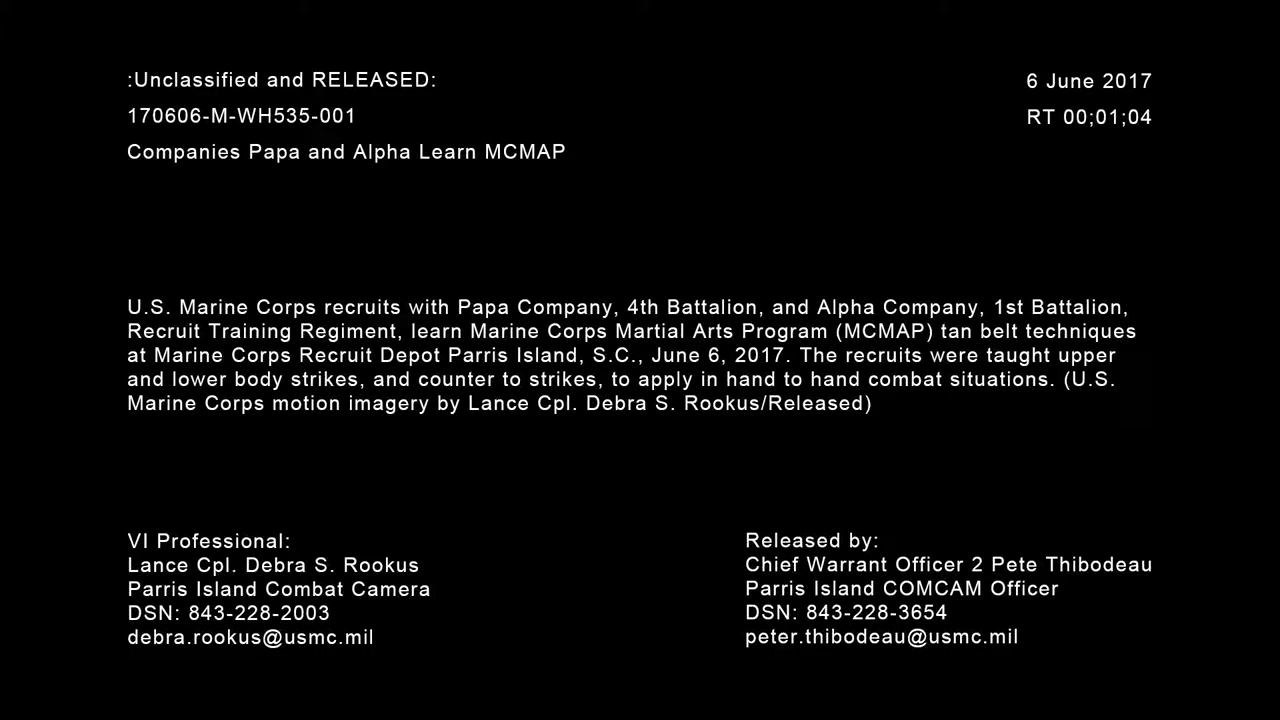 :Unclassified and RELEASED:
6 June 2017
170606-M-WH535-001
RT 00;01;04
Companies Papa and Alpha Learn MCMAP
U.S. Marine Corps recruits with Papa Company, 4th Battalion, and Alpha Company, 1st Battalion,
Recruit Training Regiment, learn Marine Corps Martial Arts Program (MCMAP) tan belt techniques
at Marine Corps Recruit Depot Parris Island, S.C., June 6, 2017. The recruits were taught upper
and lower body strikes, and counter to strikes, to apply in hand to hand combat situations. (U.S.
Marine Corps motion imagery by Lance Cpl. Debra S. Rookus/Released)
VI Professional:
Lance Cpl. Debra S. Rookus
Parris Island Combat Camera
DSN: 843-228-2003
debra.rookus@usmc.mil
Released by:
Chief Warrant Officer 2 Pete Thibodeau
Parris Island COMCAM Officer
DSN: 843-228-3654
peter.thibodeau@usmc.mil